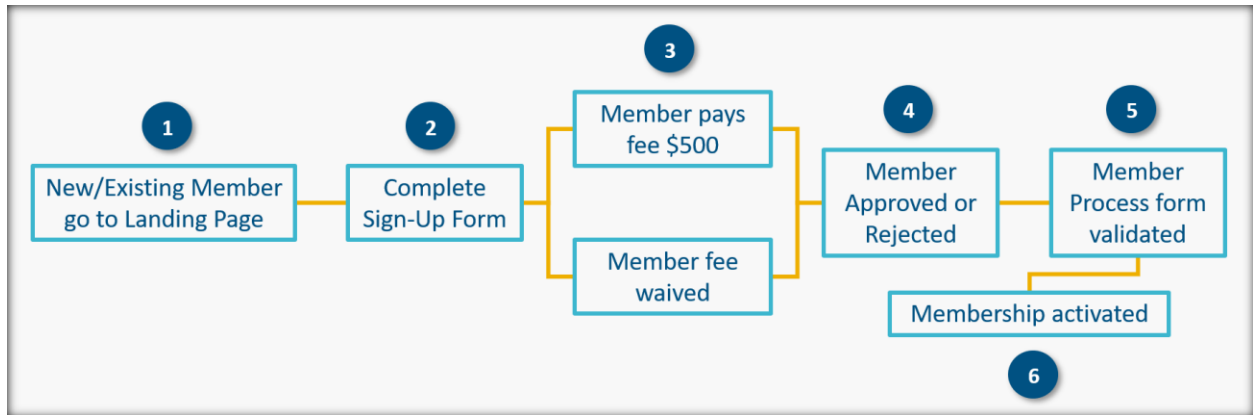 1
New/Existing Member
go to Landing Page
2
Complete
Sign-Up Form
3
Member pays
fee $500
Member fee
waived
4
Member
Approved or
Rejected
5
Member
Process form
validated
Membership activated
6